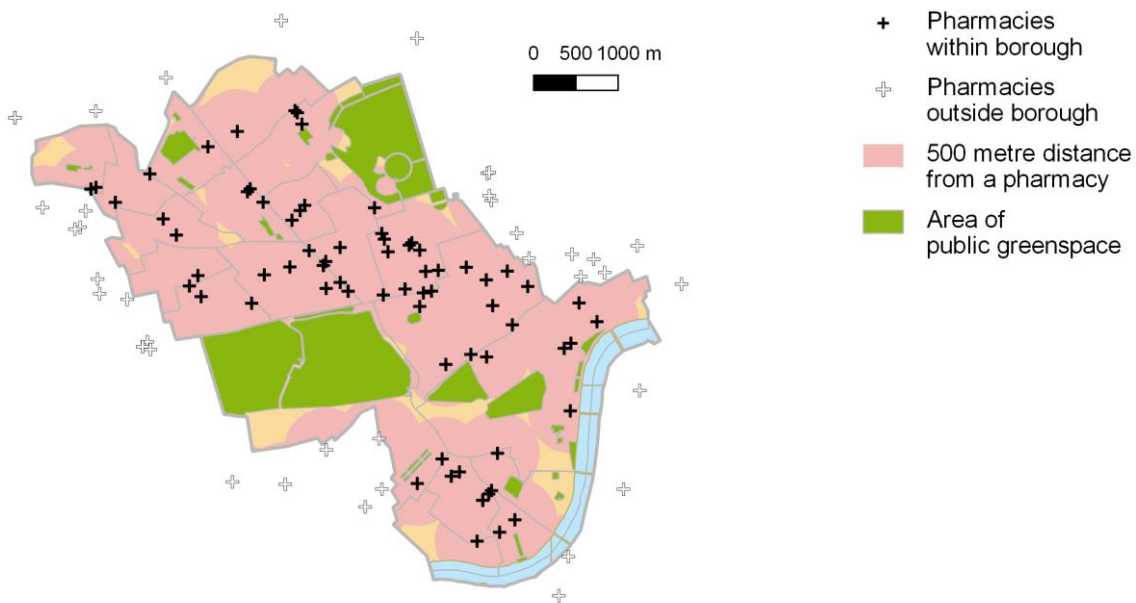 0 500 1000 m
Pharmacies
within borough
Pharmacies
outside borough
500 metre distance
from a pharmacy
Area of
public greenspace